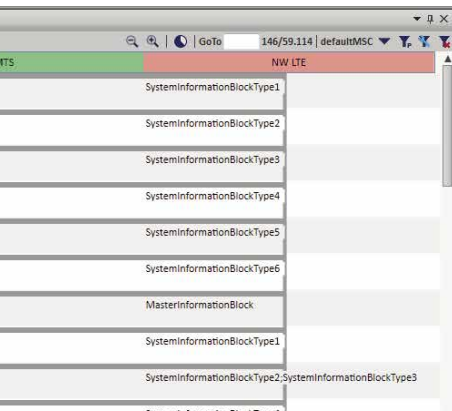 GoTo 146/59.114 defaultMSC
MTS NW LTE
SystemInformationBlockType1
SystemInformationBlockType2
SystemInformationBlockType3
SystemInformationBlockType4
SystemInformationBlockType5
SystemInformationBlockType6
MasterInformationBlock
SystemInformationBlockType1
SystemInformationBlockType2;SystemInformationBlockType3